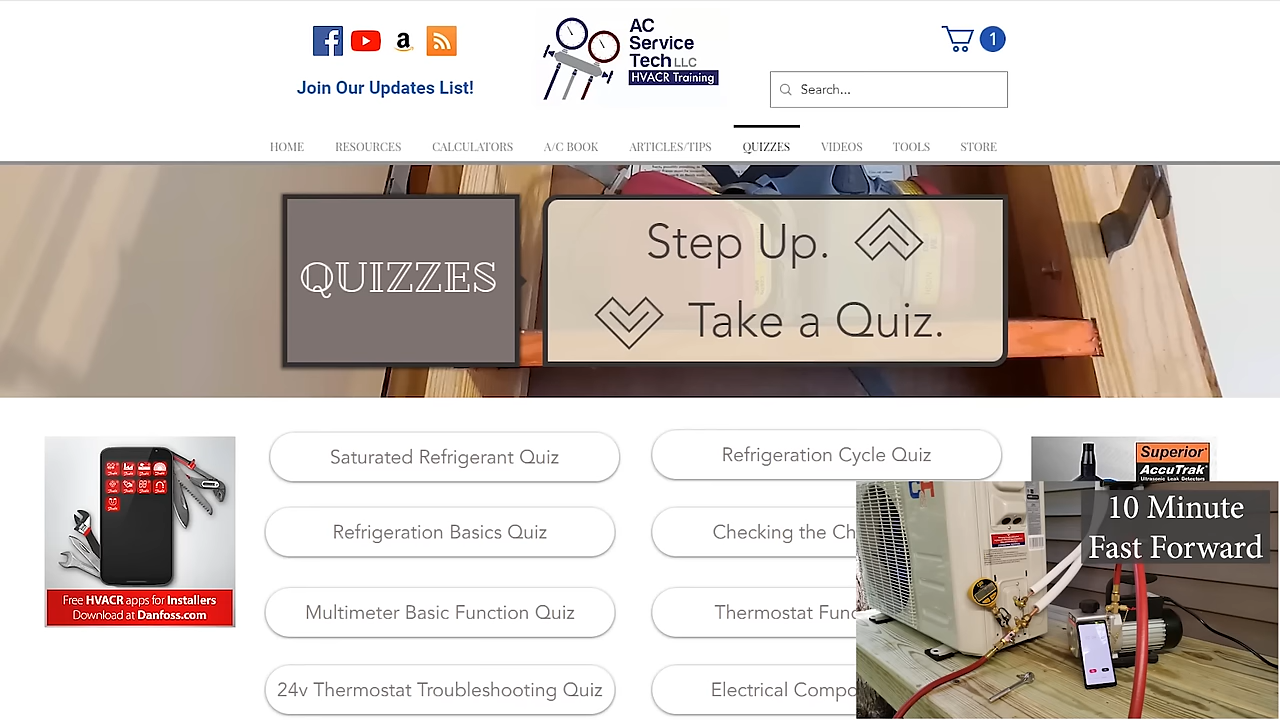 AC
Service
Tech LLC
HVACR Training
1
Join Our Updates List!
Search...
HOME
RESOURCES
CALCULATORS
A/C BOOK
ARTICLES/TIPS
QUIZZES
VIDEOS
TOOLS
STORE
QUIZZES
Step Up.
Take a Quiz.
Saturated Refrigerant Quiz
Refrigeration Cycle Quiz
Refrigeration Basics Quiz
Checking the Ch
Multimeter Basic Function Quiz
Thermostat Func
24v Thermostat Troubleshooting Quiz
Electrical Compo
Free HVACR apps for Installers
Download at Danfoss.com
Superior
AccuTrak
Ultrasonic Leak Detectors
10 Minute
Fast Forward